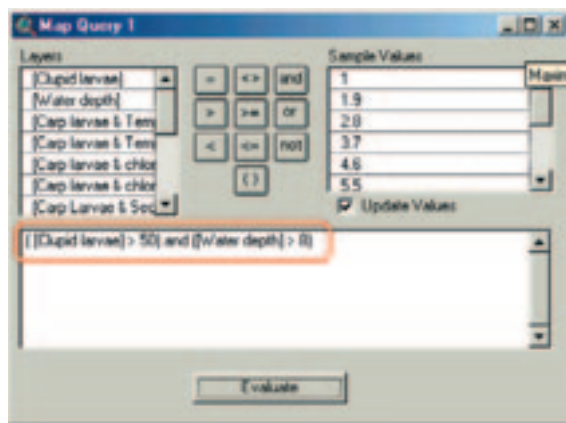 Map Query 1
Layers
Sample Values
[Clupid larvae]
[Water depth]
[Carp larvae & Tem
[Carp larvae & Tem
[Carp larvae & chlor
[Carp larvae & chlor
[Carp Larvae & Sec
= <> and
> >= or
< <= not
( )
1
1.9
2.8
3.7
4.6
5.5
Maxim
Update Values
( [Clupid larvae] > 50) and ([Water depth] > 8)
Evaluate